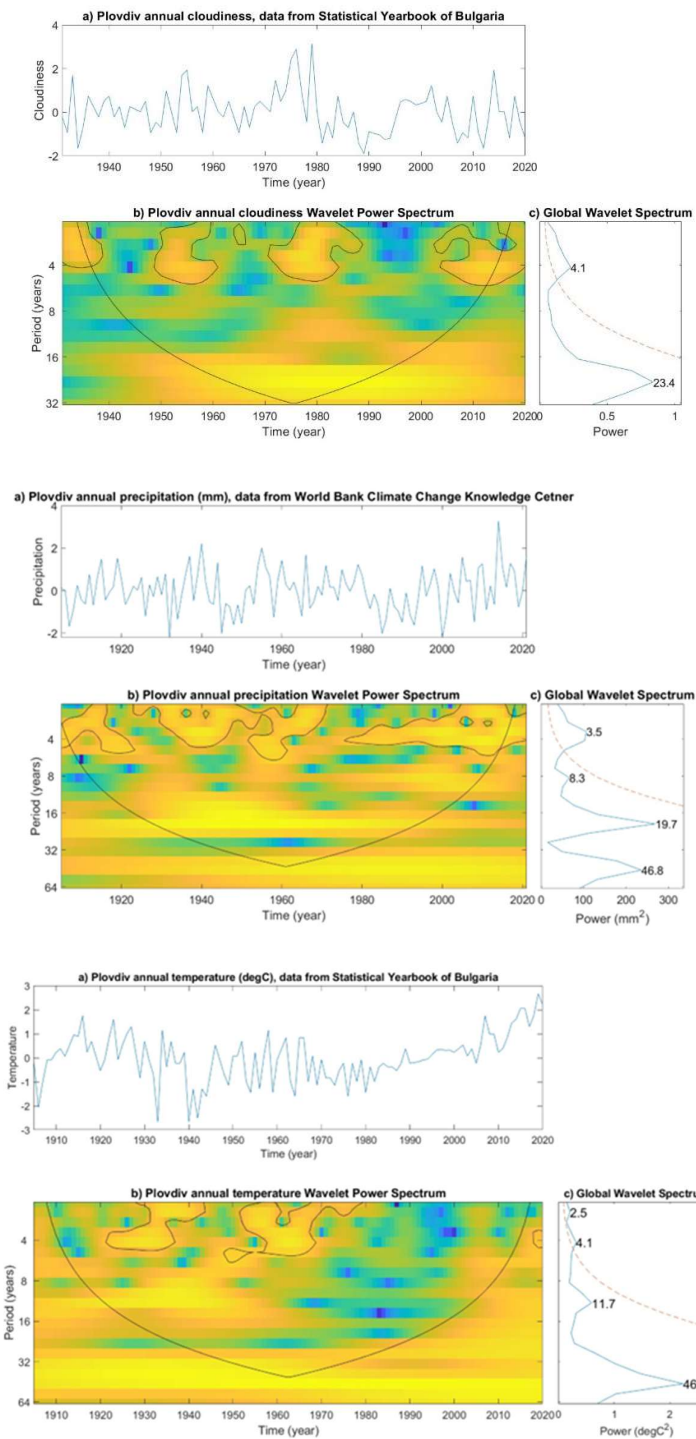 a) Plovdiv annual cloudiness, data from Statistical Yearbook of Bulgaria
4
2
0
-2
Cloudiness
1940 1950 1960 1970 1980 1990 2000 2010 2020
Time (year)
b) Plovdiv annual cloudiness Wavelet Power Spectrum
c) Global Wavelet Spectrum
4
8
16
32
Period (years)
1940 1950 1960 1970 1980 1990 2000 2010 2020
Time (year)
4.1
23.4
0 0.5 1
Power
a) Plovdiv annual precipitation (mm), data from World Bank Climate Change Knowledge Cetner
4
2
0
-2
Precipitation
1920 1940 1960 1980 2000 2020
Time (year)
b) Plovdiv annual precipitation Wavelet Power Spectrum
c) Global Wavelet Spectrum
4
8
16
32
64
Period (years)
1920 1940 1960 1980 2000 2020
Time (year)
3.5
8.3
19.7
46.8
0 100 200 300
Power (mm²)
a) Plovdiv annual temperature (degC), data from Statistical Yearbook of Bulgaria
3
2
1
0
-1
-2
-3
Temperature
1910 1920 1930 1940 1950 1960 1970 1980 1990 2000 2010 2020
Time (year)
b) Plovdiv annual temperature Wavelet Power Spectrum
c) Global Wavelet Spectru
4
8
16
32
64
Period (years)
1910 1920 1930 1940 1950 1960 1970 1980 1990 2000 2010 2020
Time (year)
2.5
4.1
11.7
46
0 1 2
Power (degC²)